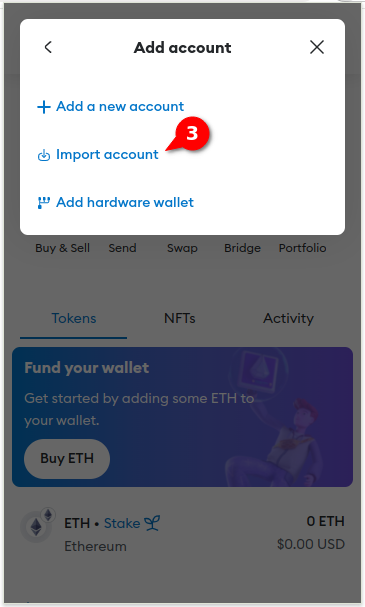 Add account
Add a new account
3
Import account
Add hardware wallet
Buy & Sell Send Swap Bridge Portfolio
Tokens NFTs Activity
Fund your wallet
Get started by adding some ETH to
your wallet.
Buy ETH
ETH • Stake 0 ETH
Ethereum $0.00 USD